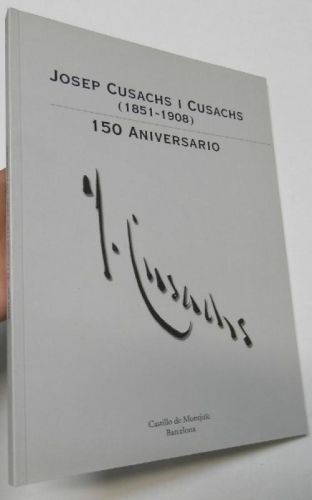 JOSEP CUSACHS I CUSACHS
(1851-1908)
150 ANIVERSARIO
J. Cusachs
Castillo de Montjuïc
Barcelona